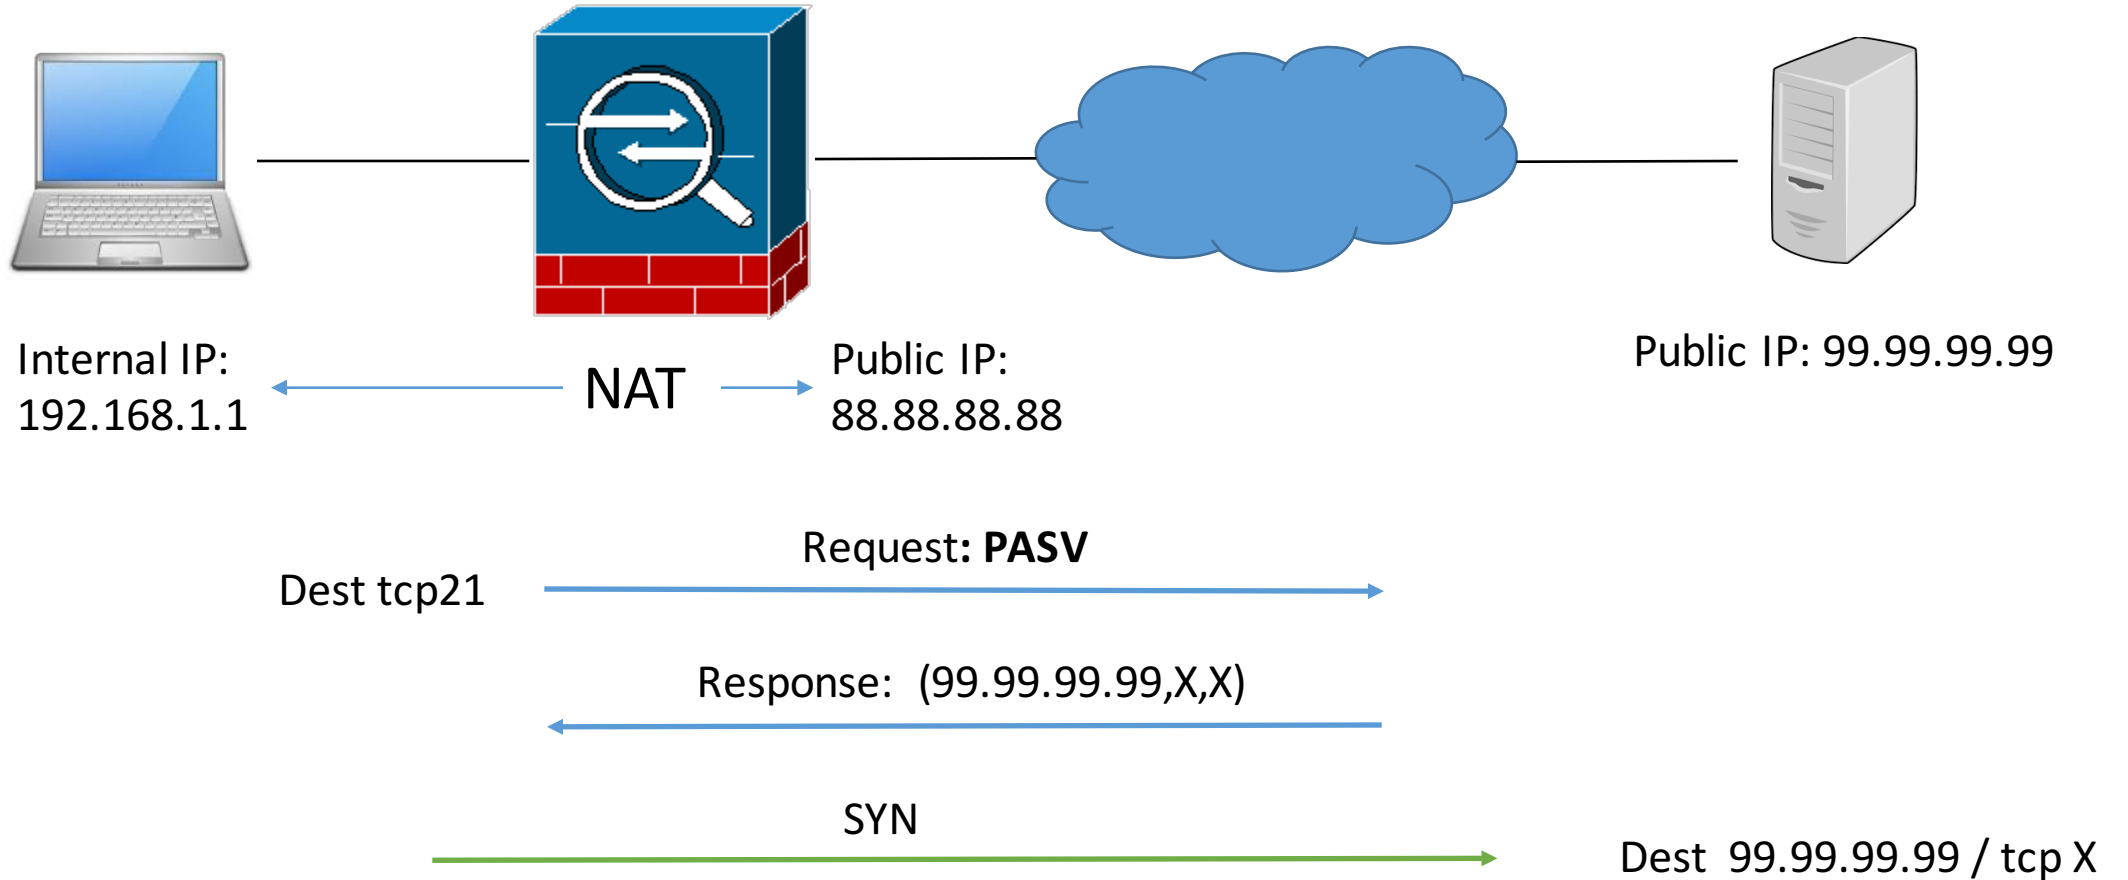 Internal IP:
192.168.1.1
NAT
Public IP:
88.88.88.88
Public IP: 99.99.99.99
Request: PASV
Dest tcp21
Response: (99.99.99.99,X,X)
SYN
Dest 99.99.99.99 / tcp X